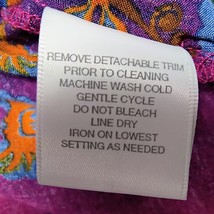 REMOVE DETACHABLE TRIM
PRIOR TO CLEANING
MACHINE WASH COLD
GENTLE CYCLE
DO NOT BLEACH
LINE DRY
IRON ON LOWEST
SETTING AS NEEDED